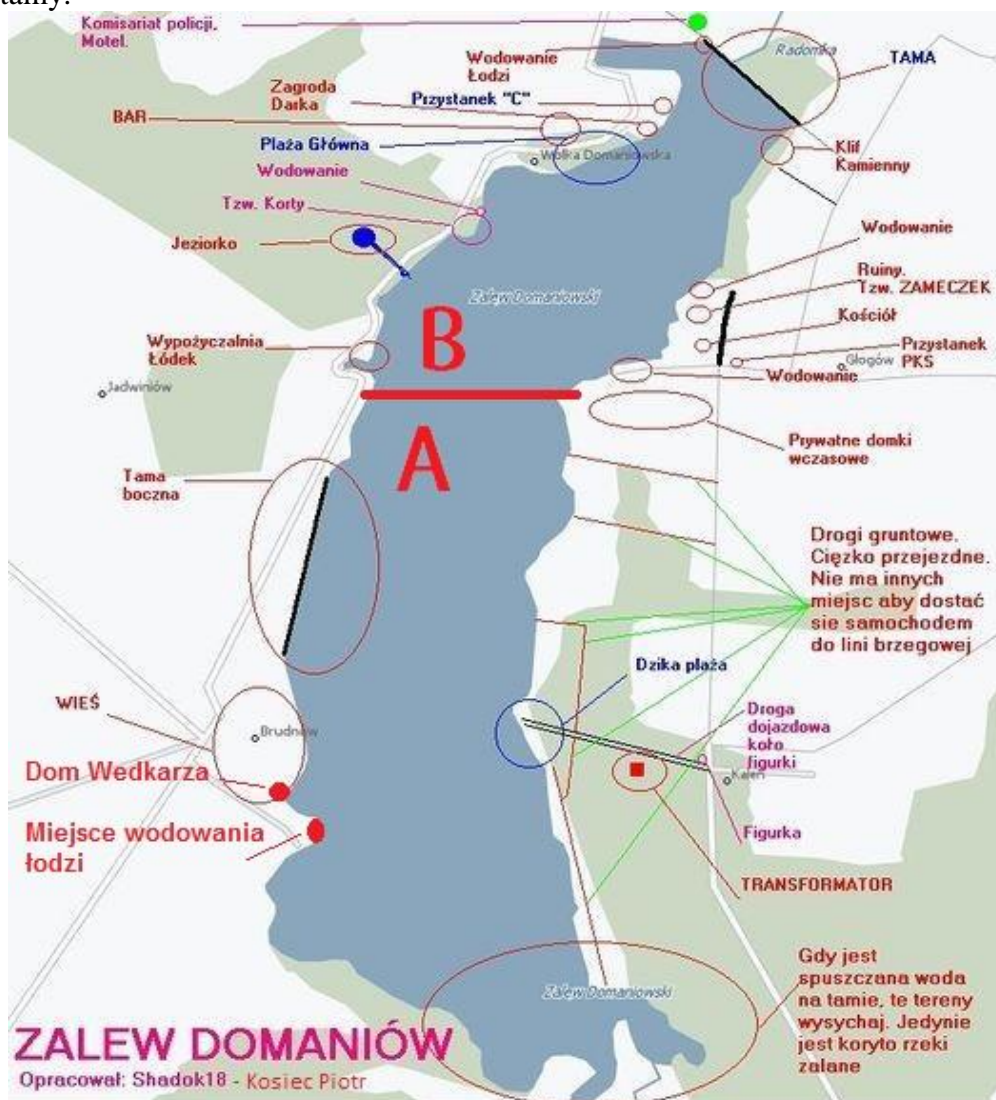 tamy.
Komisariat policji,
Motel.
Wodowanie
Łodzi
Radomka
TAMA
Zagroda
Darka
Przystanek "C"
BAR
Plaża Główna
Wólka Domaniowska
Klif
Kamienny
Wodowanie
Tzw. Korty
Jeziorko
Wodowanie
Ruiny.
Tzw. ZAMECZEK
Zalew Domaniowski
Kościół
Wypożyczalnia
Łódek
B
Przystanek
PKS
Głogów
Wodowanie
Jadwiniów
A
Prywatne domki
wczasowe
Tama
boczna
Drogi gruntowe.
Cięzko przejezdne.
Nie ma innych
miejsc aby dostać
sie samochodem
do lini brzegowej
Dzika plaża
WIEŚ
Brudnów
Droga
dojazdowa
koło
figurki
Kaleń
Dom Wedkarza
Miejsce wodowania
łodzi
Figurka
TRANSFORMATOR
Gdy jest
spuszczana woda
na tamie, te tereny
wysychaj. Jedynie
jest koryto rzeki
zalane
Zalew Domaniowski
ZALEW DOMANIÓW
Opracował: Shadok18 - Kosiec Piotr